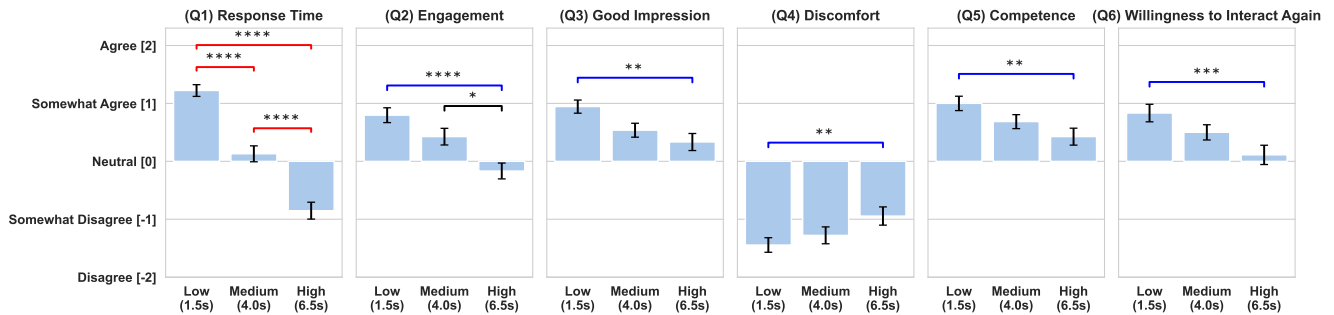 (Q1) Response Time (Q2) Engagement (Q3) Good Impression (Q4) Discomfort (Q5) Competence (Q6) Willingness to Interact Again
Agree [2]
Somewhat Agree [1]
Neutral [0]
Somewhat Disagree [-1]
Disagree [-2]
**** **** ****
**** *
**
**
**
***
Low Medium High Low Medium High Low Medium High Low Medium High Low Medium High Low Medium High
(1.5s) (4.0s) (6.5s) (1.5s) (4.0s) (6.5s) (1.5s) (4.0s) (6.5s) (1.5s) (4.0s) (6.5s) (1.5s) (4.0s) (6.5s) (1.5s) (4.0s) (6.5s)